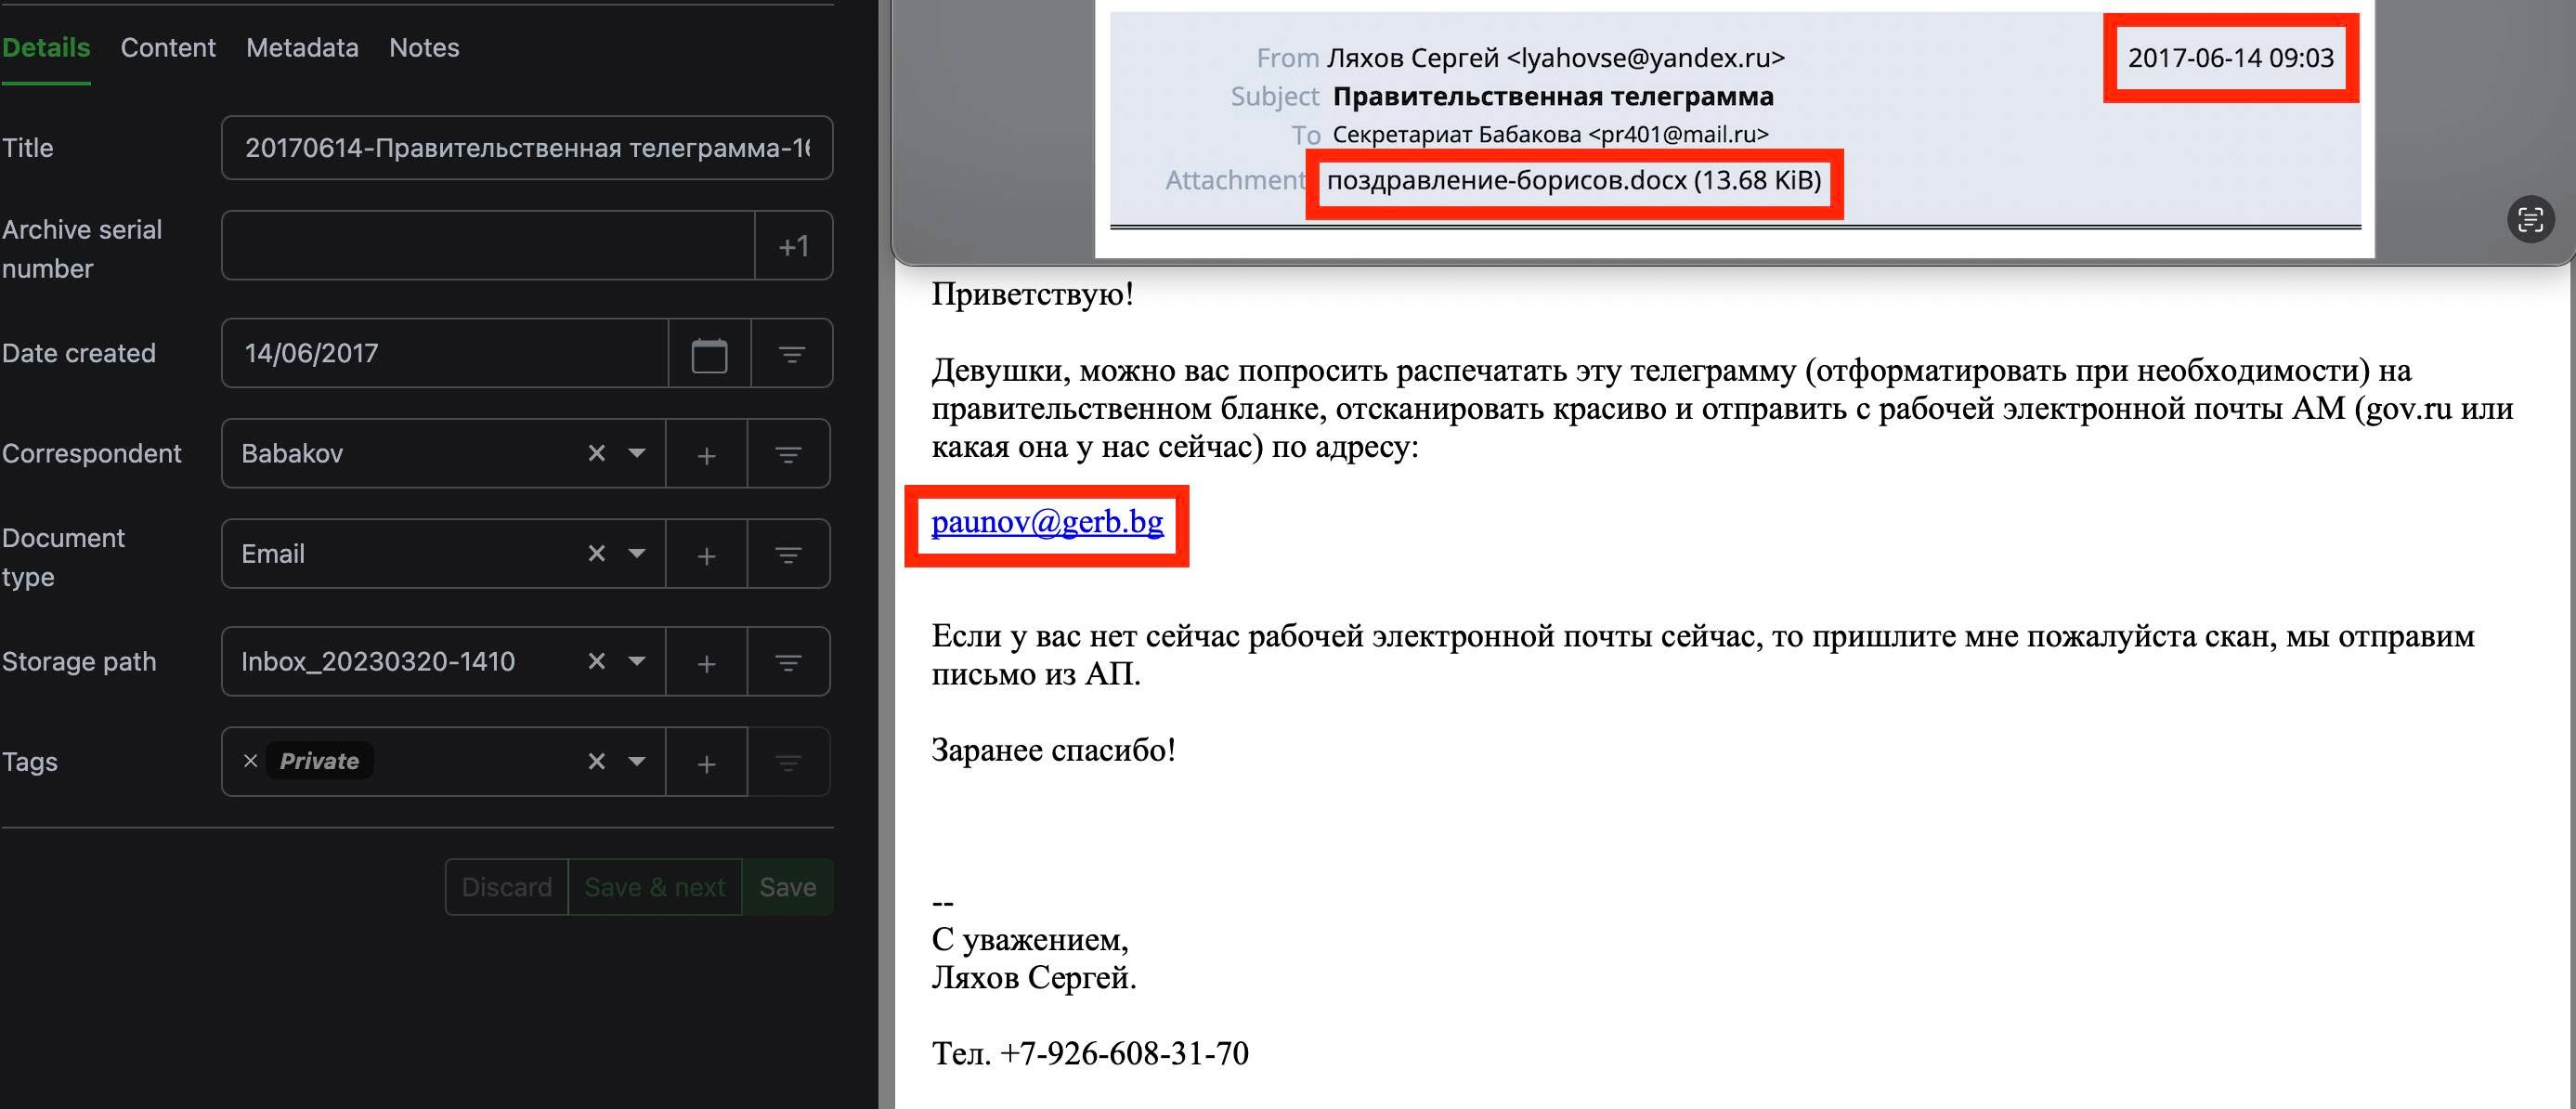 Details Content Metadata Notes
Title 20170614-Правительственная телеграмма-16
Archive serial number +1
Date created 14/06/2017
Correspondent Babakov × +
Document type Email × +
Storage path Inbox_20230320-1410 × +
Tags × Private × +
Discard Save & next Save
From Ляхов Сергей <lyahovse@yandex.ru> 2017-06-14 09:03
Subject Правительственная телеграмма
To Секретариат Бабакова <pr401@mail.ru>
Attachment поздравление-борисов.docx (13.68 KiB)
Приветствую!
Девушки, можно вас попросить распечатать эту телеграмму (отформатировать при необходимости) на
правительственном бланке, отсканировать красиво и отправить с рабочей электронной почты АМ (gov.ru или
какая она у нас сейчас) по адресу:
paunov@gerb.bg
Если у вас нет сейчас рабочей электронной почты сейчас, то пришлите мне пожалуйста скан, мы отправим
письмо из АП.
Заранее спасибо!
--
С уважением,
Ляхов Сергей.
Тел. +7-926-608-31-70